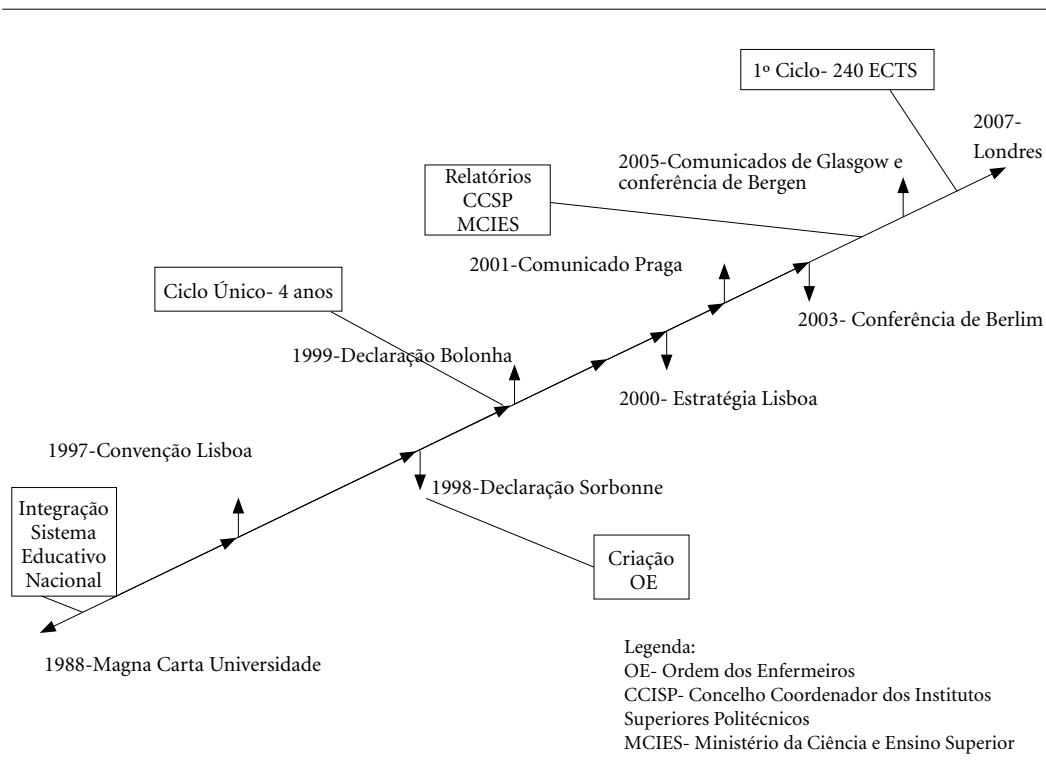 1º Ciclo- 240 ECTS
2007-
Londres
2005-Comunicados de Glasgow e
conferência de Bergen
Relatórios
CCSP
MCIES
2001-Comunicado Praga
Ciclo Único- 4 anos
2003- Conferência de Berlim
1999-Declaração Bolonha
2000- Estratégia Lisboa
1997-Convenção Lisboa
1998-Declaração Sorbonne
Integração
Sistema
Educativo
Nacional
Criação
OE
1988-Magna Carta Universidade
Legenda:
OE- Ordem dos Enfermeiros
CCISP- Concelho Coordenador dos Institutos
Superiores Politécnicos
MCIES- Ministério da Ciência e Ensino Superior